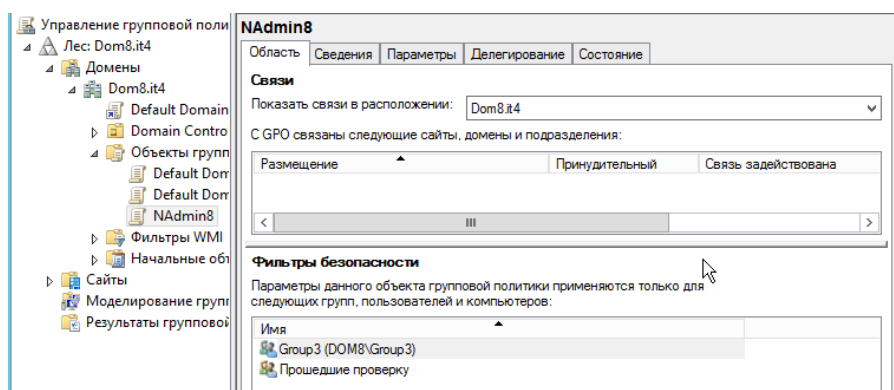 Управление групповой поли
Лес: Dom8.it4
Домены
Dom8.it4
Default Domain
Domain Contro
Объекты групп
Default Dom
Default Dom
NAdmin8
Фильтры WMI
Начальные объ
Сайты
Моделирование групп
Результаты групповой
NAdmin8
Область Сведения Параметры Делегирование Состояние
Связи
Показать связи в расположении: Dom8.it4
С GPO связаны следующие сайты, домены и подразделения:
Размещение Принудительный Связь задействована
Фильтры безопасности
Параметры данного объекта групповой политики применяются только для
следующих групп, пользователей и компьютеров:
Имя
Group3 (DOM8\Group3)
Прошедшие проверку